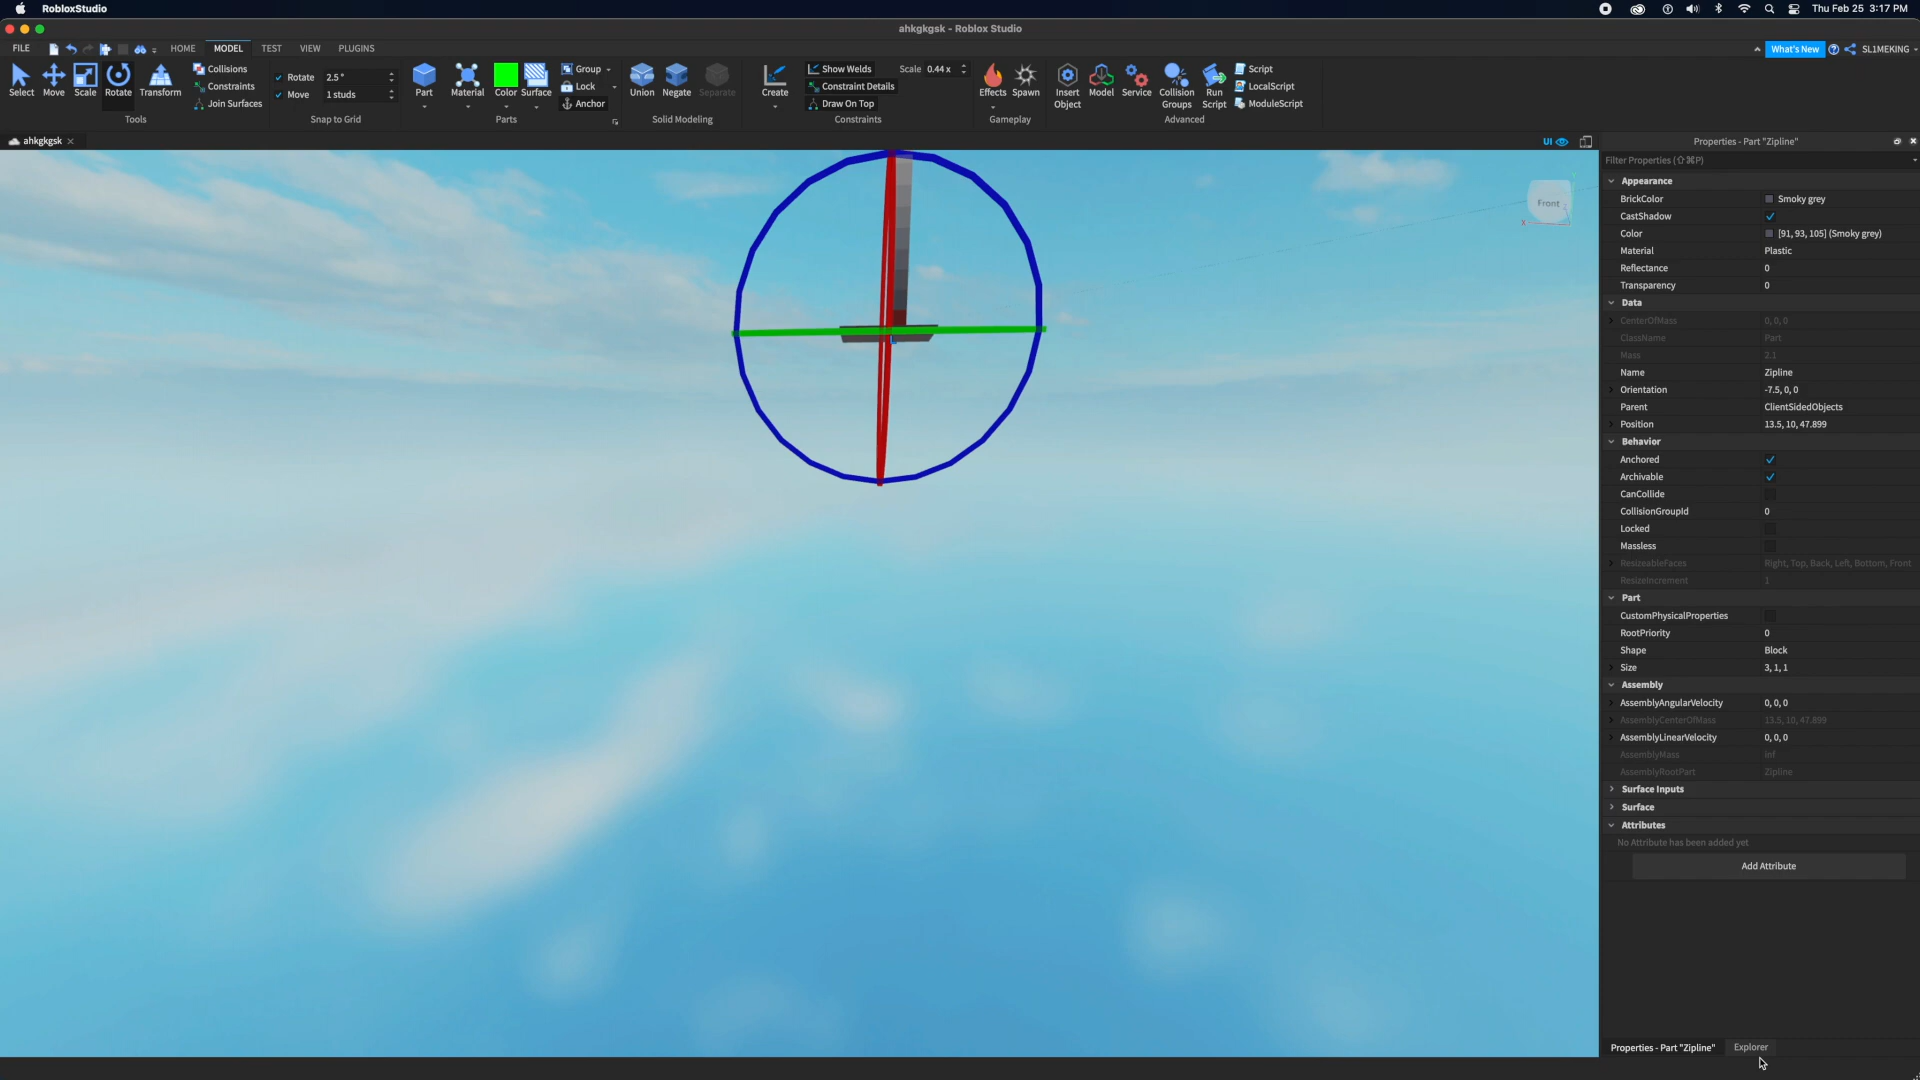 RobloxStudio
Thu Feb 25 3:17 PM
ahkgkgsk - Roblox Studio
FILE HOME MODEL TEST VIEW PLUGINS
What's New SL1MEKING
Select Move Scale Rotate Transform
Collisions
Constraints
Join Surfaces
Tools
Rotate 2.5°
Move 1 studs
Snap to Grid
Part Material Color Surface
Group
Lock
Anchor
Parts
Union Negate Separate
Solid Modeling
Create
Show Welds
Constraint Details
Draw On Top
Scale 0.44 x
Constraints
Effects Spawn
Gameplay
Insert Object Model Service Collision Groups Run Script
Script
LocalScript
ModuleScript
Advanced
ahkgkgsk
UI
Front
X
Properties - Part "Zipline"
Filter Properties (⇧⌘P)
Appearance
BrickColor Smoky grey
CastShadow
Color [91, 93, 105] (Smoky grey)
Material Plastic
Reflectance 0
Transparency 0
Data
CenterOfMass 0, 0, 0
ClassName Part
Mass 2.1
Name Zipline
Orientation -7.5, 0, 0
Parent ClientSidedObjects
Position 13.5, 10, 47.899
Behavior
Anchored
Archivable
CanCollide
CollisionGroupId 0
Locked
Massless
ResizeableFaces Right, Top, Back, Left, Bottom, Front
ResizeIncrement 1
Part
CustomPhysicalProperties
RootPriority 0
Shape Block
Size 3, 1, 1
Assembly
AssemblyAngularVelocity 0, 0, 0
AssemblyCenterOfMass 13.5, 10, 47.899
AssemblyLinearVelocity 0, 0, 0
AssemblyMass inf
AssemblyRootPart Zipline
Surface Inputs
Surface
Attributes
No Attribute has been added yet
Add Attribute
Properties - Part "Zipline" Explorer